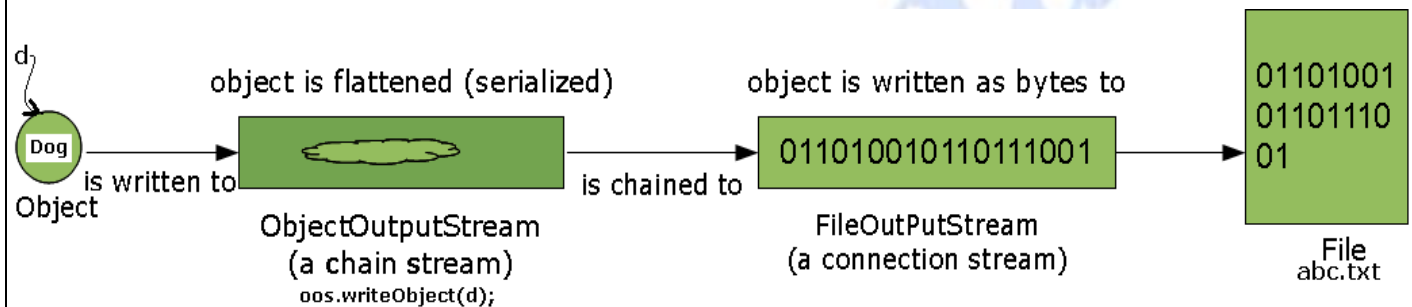 d
Dog
Object
is written to
object is flattened (serialized)
ObjectOutputStream
(a chain stream)
oos.writeObject(d);
is chained to
object is written as bytes to
011010010110111001
FileOutPutStream
(a connection stream)
01101001
01101110
01
File
abc.txt